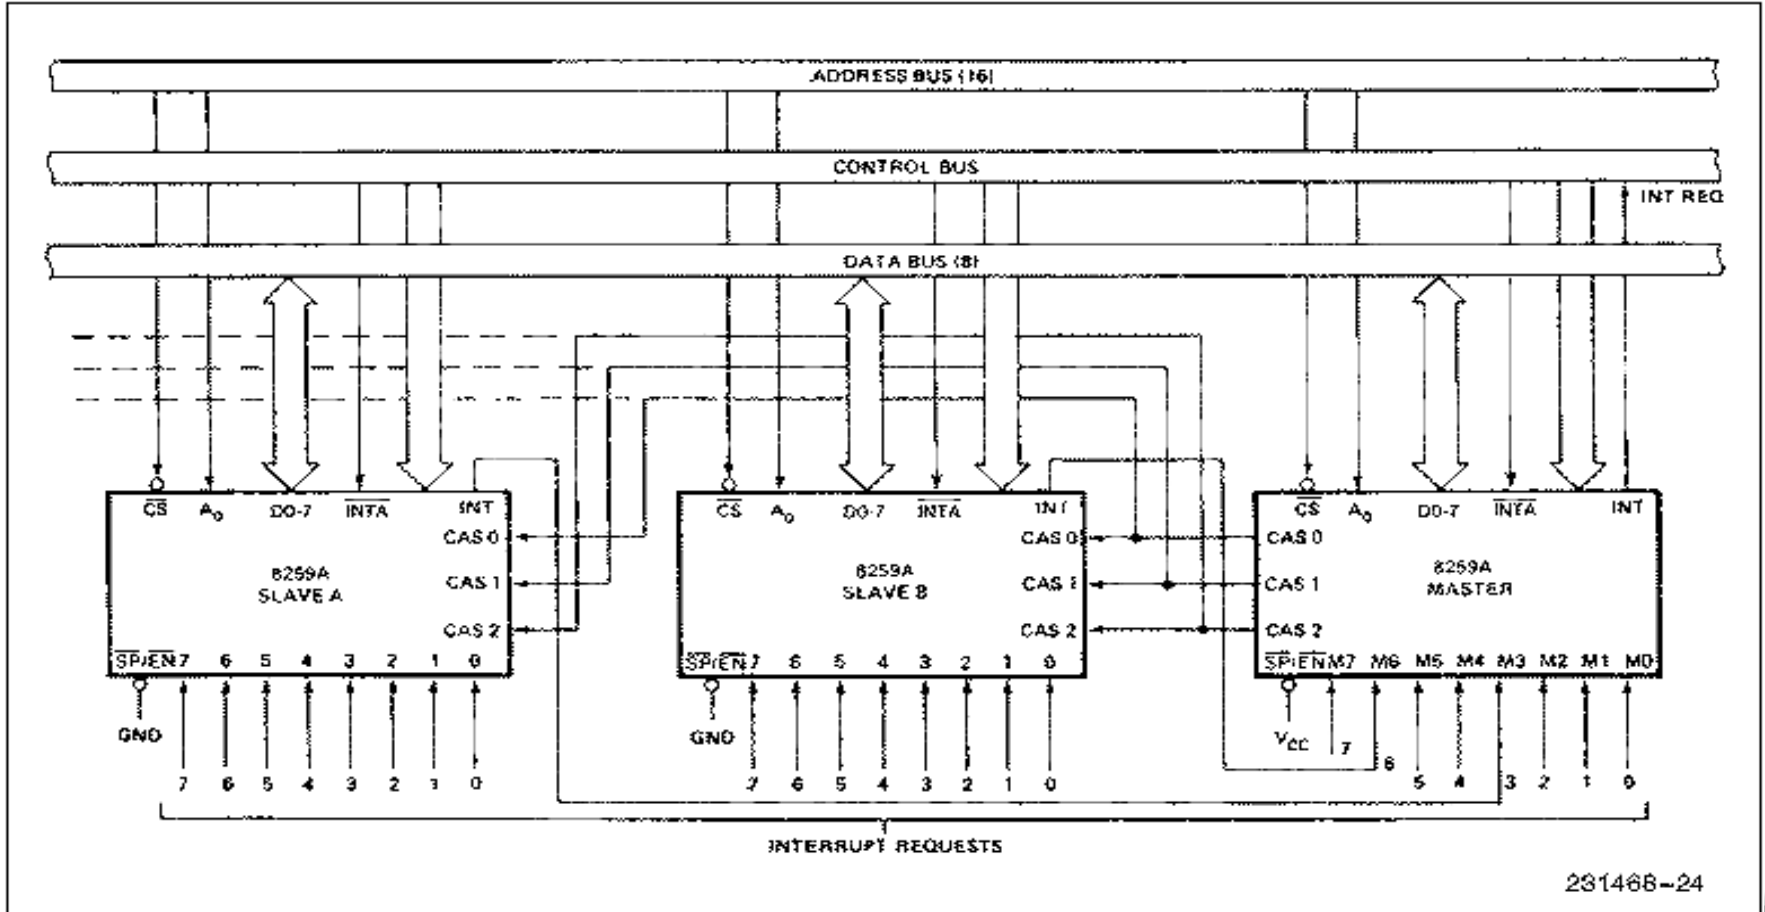 ADDRESS BUS (16)
CONTROL BUS
INT REQ
DATA BUS (8)
CS A0 D0-7 INTA INT
CAS 0
CAS 1
CAS 2
8259A
SLAVE A
SP/EN 7 6 5 4 3 2 1 0
GND
7 6 5 4 3 2 1 0
CS A0 D0-7 INTA INT
CAS 0
CAS 1
CAS 2
8259A
SLAVE B
SP/EN 7 6 5 4 3 2 1 0
GND
7 6 5 4 3 2 1 0
CS A0 D0-7 INTA INT
CAS 0
CAS 1
CAS 2
8259A
MASTER
SP/EN M7 M6 M5 M4 M3 M2 M1 M0
VCC
7 6 5 4 3 2 1 0
INTERRUPT REQUESTS
231468-24